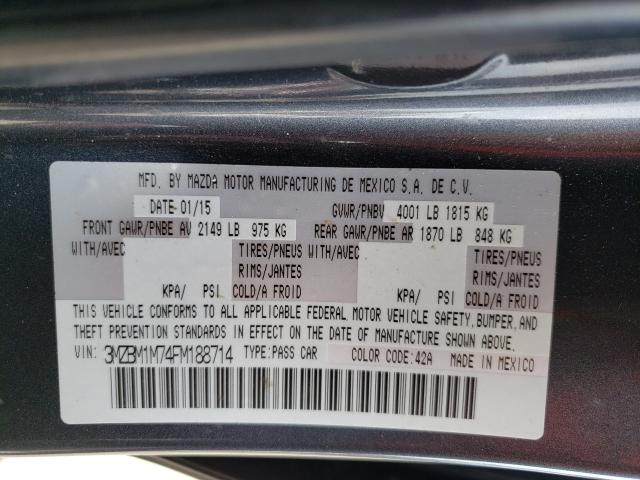 MFD. BY MAZDA MOTOR MANUFACTURING DE MEXICO S.A. DE C.V.
DATE 01/15 GVWR/PNBV 4001 LB 1815 KG
FRONT GAWR/PNBE AV 2149 LB 975 KG REAR GAWR/PNBE AR 1870 LB 848 KG
WITH/AVEC TIRES/PNEUS WITH/AVEC TIRES/PNEUS
RIMS/JANTES RIMS/JANTES
KPA/ PSI COLD/A FROID KPA/ PSI COLD/A FROID
THIS VEHICLE CONFORMS TO ALL APPLICABLE FEDERAL MOTOR VEHICLE SAFETY, BUMPER, AND
THEFT PREVENTION STANDARDS IN EFFECT ON THE DATE OF MANUFACTURE SHOWN ABOVE.
VIN: 3MZBM1M74FM188714 TYPE: PASS CAR COLOR CODE: 42A MADE IN MEXICO